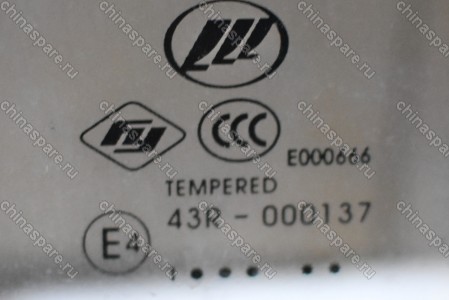 CCC
E000666
TEMPERED
43R - 000137
E4
chinaspare.ru